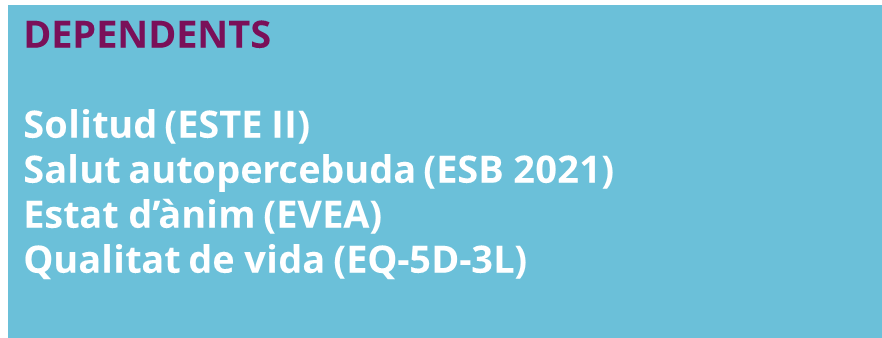 DEPENDENTS
Solitud (ESTE II)
Salut autopercebuda (ESB 2021)
Estat d’ànim (EVEA)
Qualitat de vida (EQ-5D-3L)